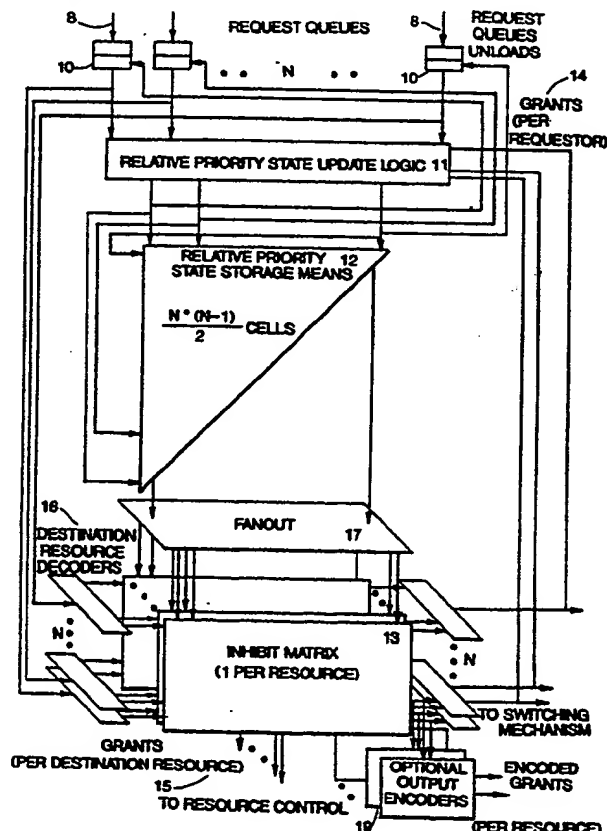 REQUEST QUEUES
REQUEST
QUEUES
UNLOADS
8
8
10
10
N
14
GRANTS
(PER
REQUESTOR)
RELATIVE PRIORITY STATE UPDATE LOGIC 11
RELATIVE PRIORITY 12
STATE STORAGE MEANS
N*(N-1)
2
CELLS
16
DESTINATION
RESOURCE
DECODERS
FANOUT
17
N
13
INHIBIT MATRIX
(1 PER RESOURCE)
N
TO SWITCHING
MECHANISM
GRANTS
(PER DESTINATION RESOURCE)
15
TO RESOURCE CONTROL
OPTIONAL
OUTPUT
ENCODERS
ENCODED
GRANTS
(PER RESOURCE)